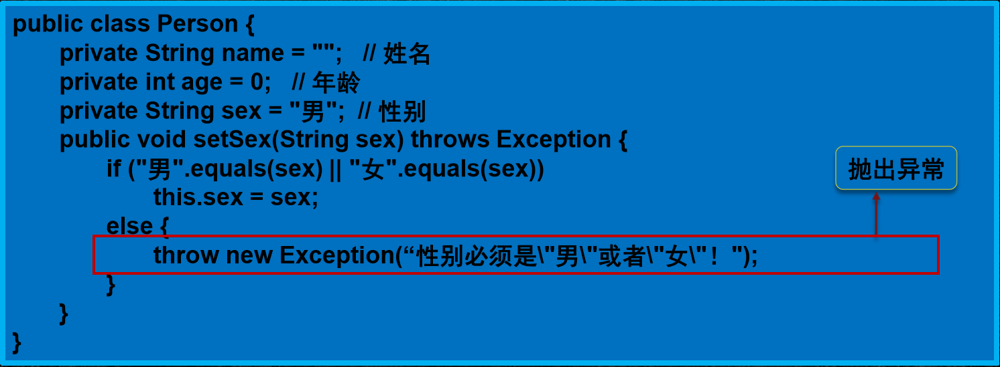 public class Person {
private String name = "";   // 姓名
private int age = 0;   // 年龄
private String sex = "男";  // 性别
public void setSex(String sex) throws Exception {
if ("男".equals(sex) || "女".equals(sex))
this.sex = sex;
else {
throw new Exception(“性别必须是\"男\"或者\"女\"！");
}
}
}
抛出异常